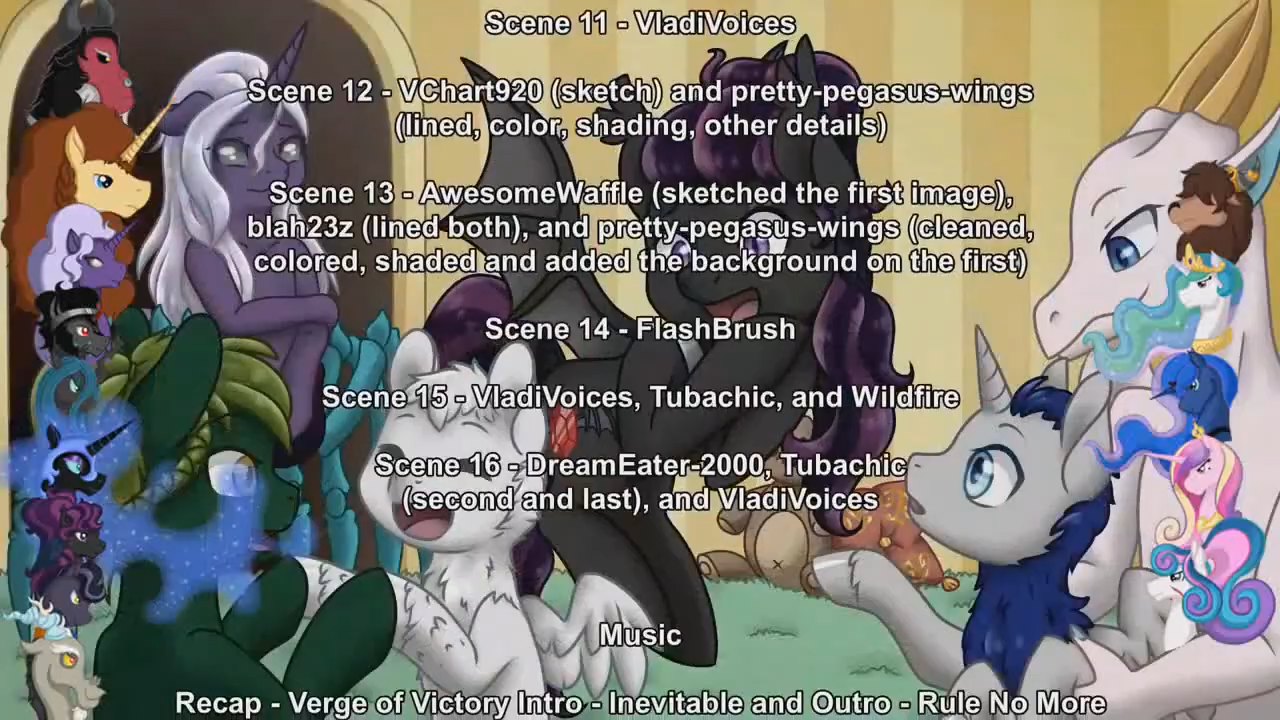 Scene 11 - VladiVoices
Scene 12 - VChart920 (sketch) and pretty-pegasus-wings
(lined, color, shading, other details)
Scene 13 - AwesomeWaffle (sketched the first image),
blah23z (lined both), and pretty-pegasus-wings (cleaned,
colored, shaded and added the background on the first)
Scene 14 - FlashBrush
Scene 15 - VladiVoices, Tubachic, and Wildfire
Scene 16 - DreamEater-2000, Tubachic
(second and last), and VladiVoices
Music
Recap - Verge of Victory Intro - Inevitable and Outro - Rule No More